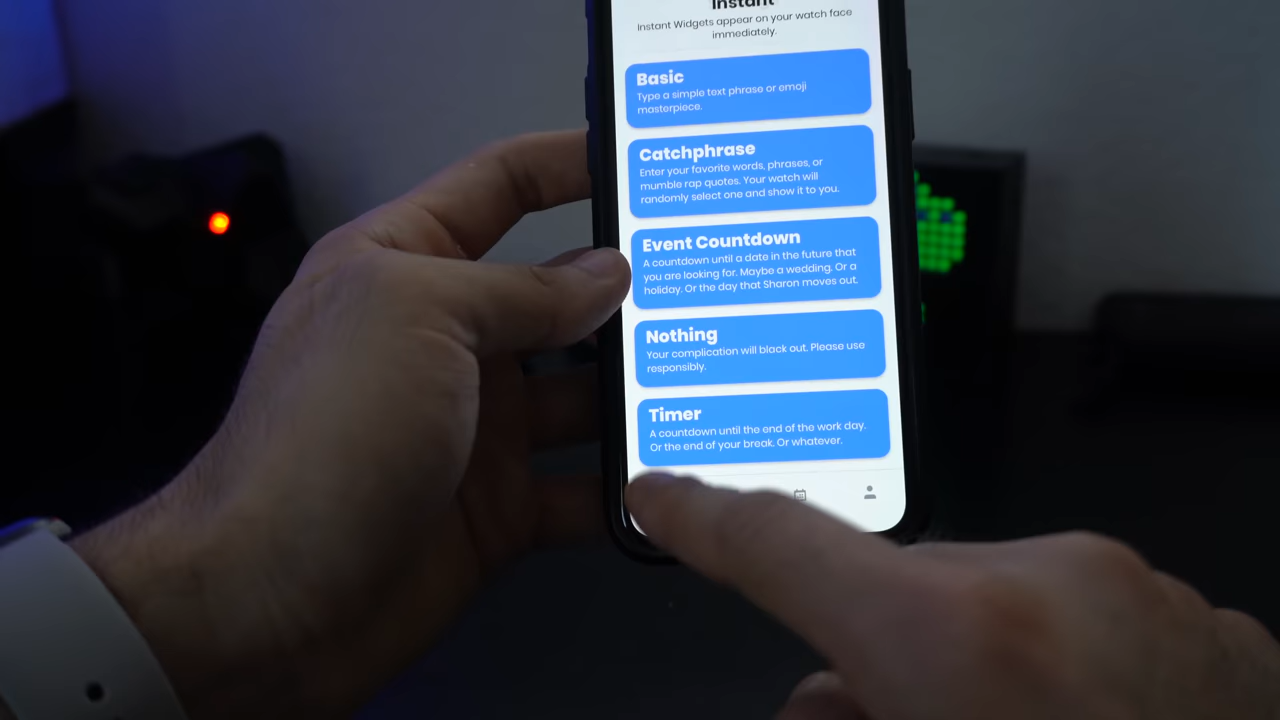 Instant
Instant Widgets appear on your watch face
immediately.
Basic
Type a simple text phrase or emoji
masterpiece.
Catchphrase
Enter your favorite words, phrases, or
mumble rap quotes. Your watch will
randomly select one and show it to you.
Event Countdown
A countdown until a date in the future that
you are looking for. Maybe a wedding. Or a
holiday. Or the day that Sharon moves out.
Nothing
Your complication will black out. Please use
responsibly.
Timer
A countdown until the end of the work day.
Or the end of your break. Or whatever.